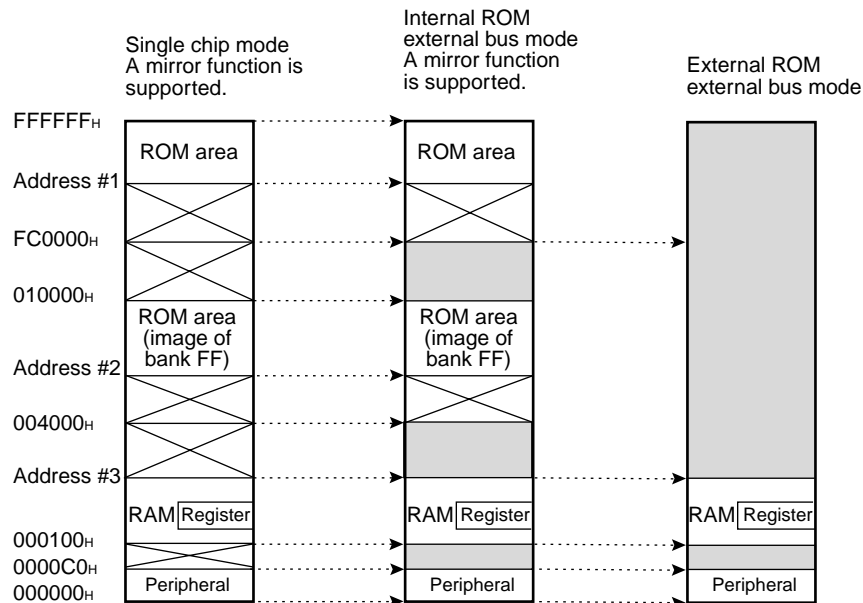 Single chip mode
A mirror function is
supported.
Internal ROM
external bus mode
A mirror function
is supported.
External ROM
external bus mode
FFFFFFH
Address #1
FC0000H
010000H
Address #2
004000H
Address #3
000100H
0000C0H
000000H
ROM area
ROM area
(image of
bank FF)
RAM Register
Peripheral
ROM area
ROM area
(image of
bank FF)
RAM Register
Peripheral
RAM Register
Peripheral